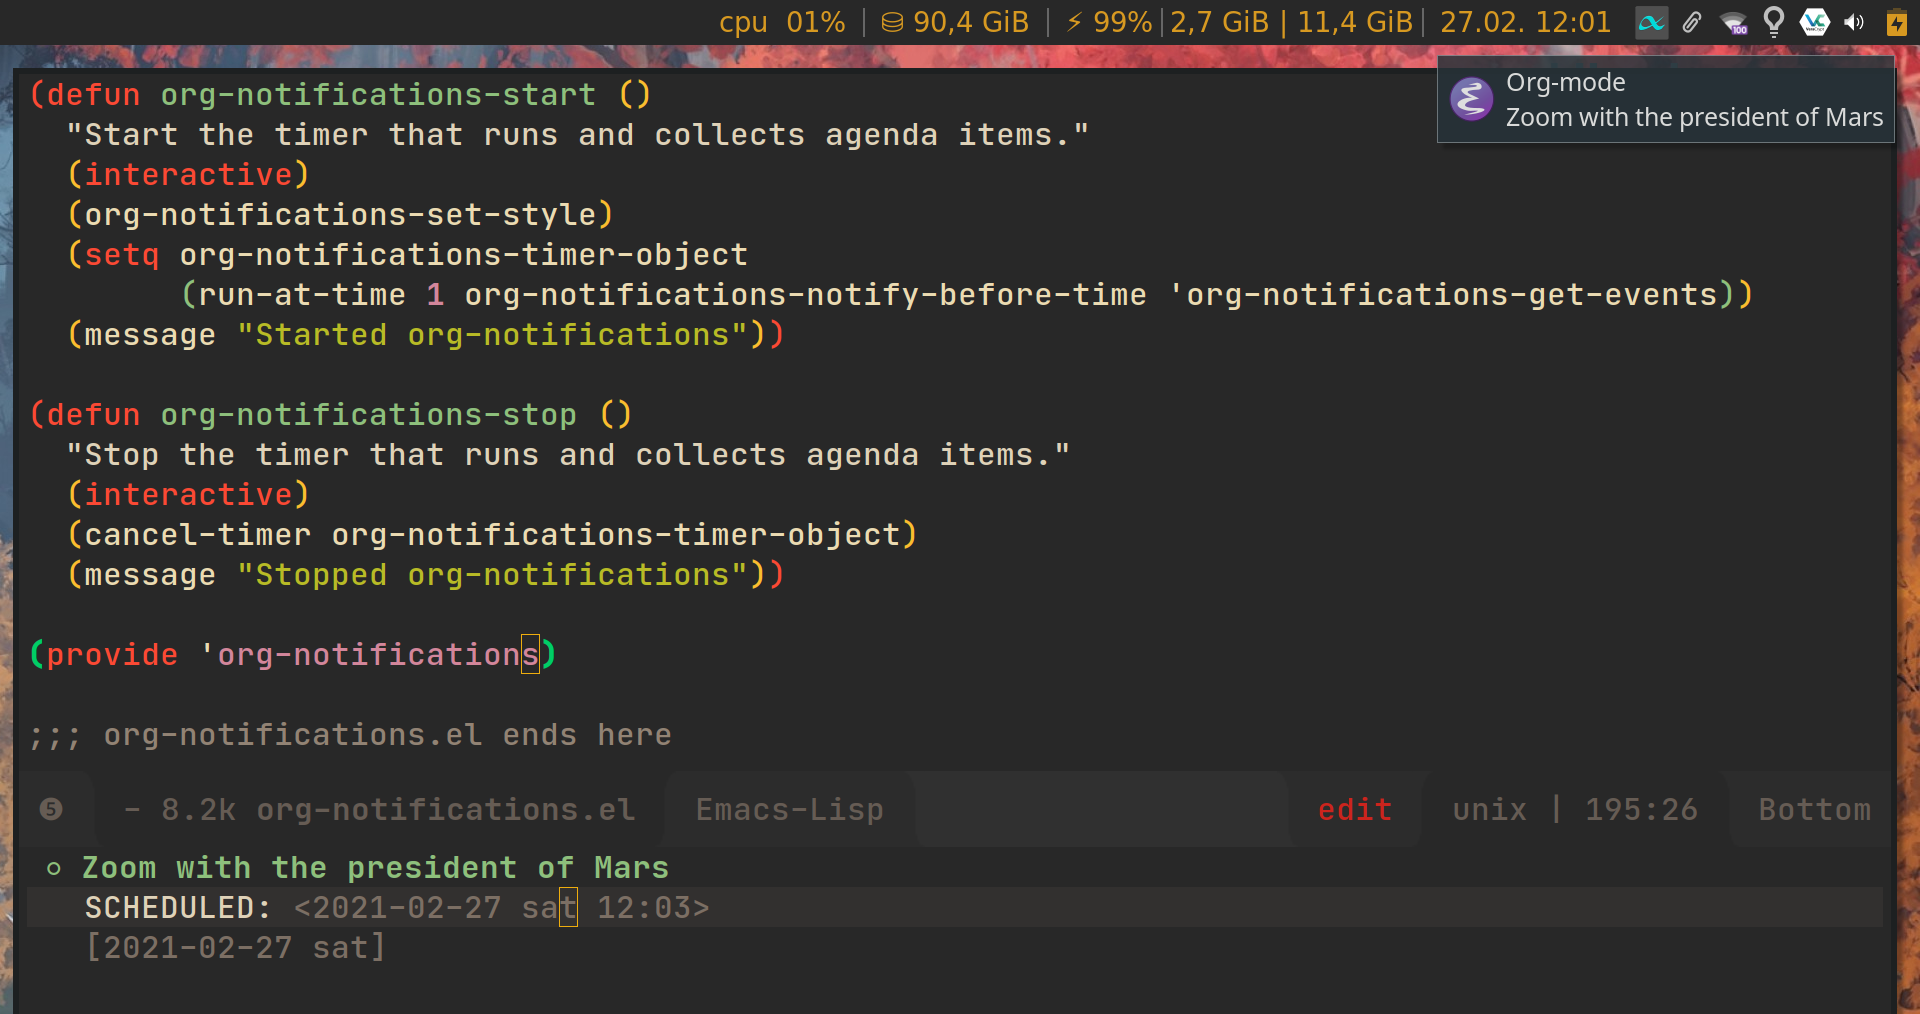 cpu 01% | 90,4 GiB | ⚡ 99% | 2,7 GiB | 11,4 GiB | 27.02. 12:01
100
VC
Org-mode
Zoom with the president of Mars
(defun org-notifications-start ()
  "Start the timer that runs and collects agenda items."
  (interactive)
  (org-notifications-set-style)
  (setq org-notifications-timer-object
        (run-at-time 1 org-notifications-notify-before-time 'org-notifications-get-events))
  (message "Started org-notifications"))
(defun org-notifications-stop ()
  "Stop the timer that runs and collects agenda items."
  (interactive)
  (cancel-timer org-notifications-timer-object)
  (message "Stopped org-notifications"))
(provide 'org-notifications)
;;; org-notifications.el ends here
❺ - 8.2k org-notifications.el Emacs-Lisp edit unix | 195:26 Bottom
○ Zoom with the president of Mars
  SCHEDULED: <2021-02-27 sat 12:03>
  [2021-02-27 sat]